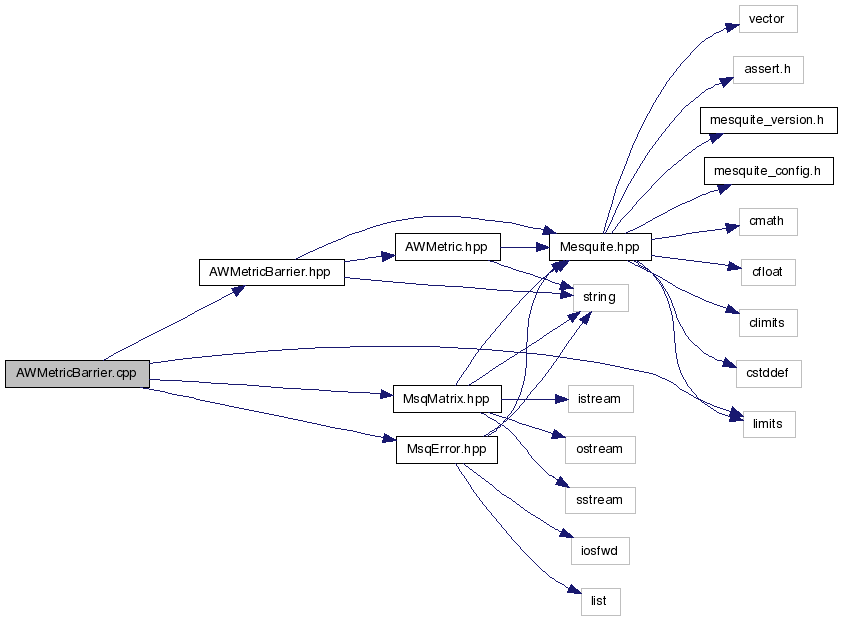 vector
assert.h
mesquite_version.h
mesquite_config.h
cmath
AWMetric.hpp
Mesquite.hpp
AWMetricBarrier.hpp
cfloat
string
climits
AWMetricBarrier.cpp
cstddef
MsqMatrix.hpp
istream
limits
MsqError.hpp
ostream
sstream
iosfwd
list